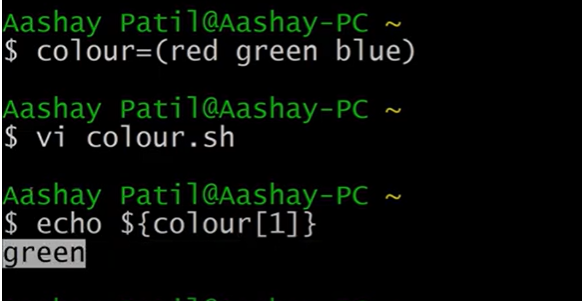 Aashay Patil@Aashay-PC ~
$ colour=(red green blue)
Aashay Patil@Aashay-PC ~
$ vi colour.sh
Aashay Patil@Aashay-PC ~
$ echo ${colour[1]}
green